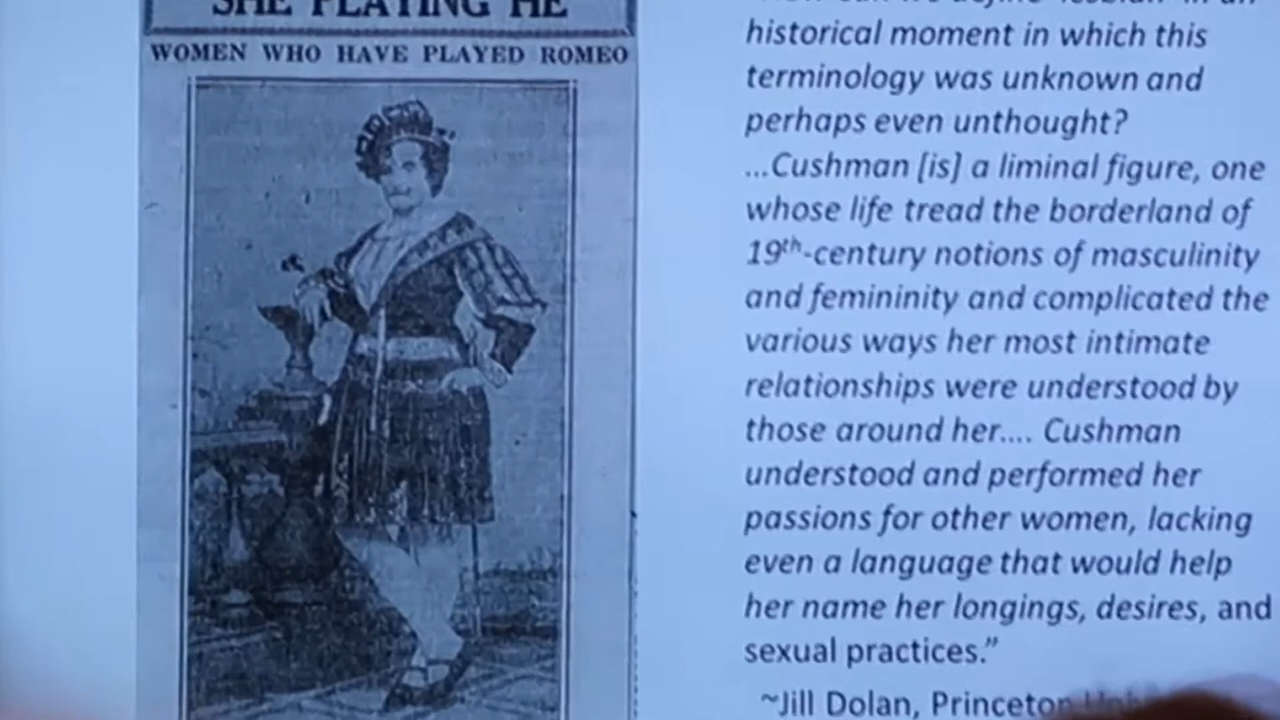 SHE PLAYING HE
WOMEN WHO HAVE PLAYED ROMEO
historical moment in which this
terminology was unknown and
perhaps even unthought?
...Cushman [is] a liminal figure, one
whose life tread the borderland of
19th-century notions of masculinity
and femininity and complicated the
various ways her most intimate
relationships were understood by
those around her.... Cushman
understood and performed her
passions for other women, lacking
even a language that would help
her name her longings, desires, and
sexual practices.”
~Jill Dolan, Princeton